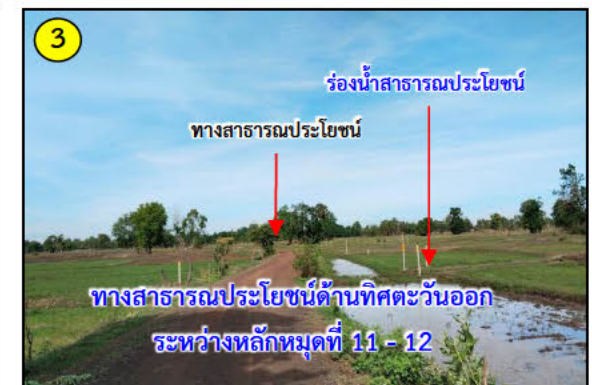 3
ร่องน้ำสาธารณประโยชน์
ทางสาธารณประโยชน์
ทางสาธารณประโยชน์ด้านทิศตะวันออก
ระหว่างหลักหมุดที่ 11 - 12